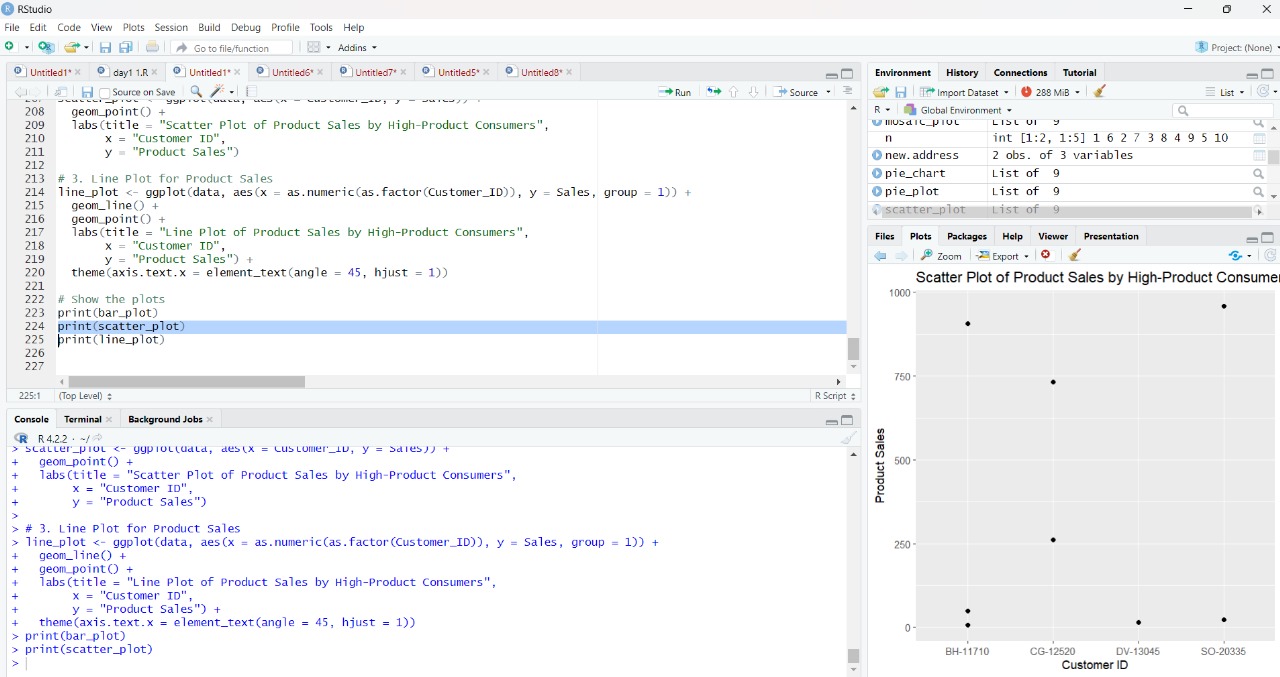 RStudio
File Edit Code View Plots Session Build Debug Profile Tools Help
Go to file/function Addins Project: (None)
Untitled1* day1 1.R Untitled1* Untitled6* Untitled7* Untitled5* Untitled8*
Source on Save Run Source
208 geom_point() +
209 labs(title = "Scatter Plot of Product Sales by High-Product Consumers",
210 x = "Customer ID",
211 y = "Product Sales")
212
213 # 3. Line Plot for Product Sales
214 line_plot <- ggplot(data, aes(x = as.numeric(as.factor(Customer_ID)), y = Sales, group = 1)) +
215 geom_line() +
216 geom_point() +
217 labs(title = "Line Plot of Product Sales by High-Product Consumers",
218 x = "Customer ID",
219 y = "Product Sales") +
220 theme(axis.text.x = element_text(angle = 45, hjust = 1))
221
222 # Show the plots
223 print(bar_plot)
224 print(scatter_plot)
225 print(line_plot)
226
227
225:1 (Top Level) R Script
Console Terminal Background Jobs
R 4.2.2 · ~/
> scatter_plot <- ggplot(data, aes(x = Customer_ID, y = Sales)) +
+ geom_point() +
+ labs(title = "Scatter Plot of Product Sales by High-Product Consumers",
+ x = "Customer ID",
+ y = "Product Sales")
>
> # 3. Line Plot for Product Sales
> line_plot <- ggplot(data, aes(x = as.numeric(as.factor(Customer_ID)), y = Sales, group = 1)) +
+ geom_line() +
+ geom_point() +
+ labs(title = "Line Plot of Product Sales by High-Product Consumers",
+ x = "Customer ID",
+ y = "Product Sales") +
+ theme(axis.text.x = element_text(angle = 45, hjust = 1))
> print(bar_plot)
> print(scatter_plot)
>
Environment History Connections Tutorial
Import Dataset 288 MiB List
R Global Environment
mosaic_plot List of 9
n int [1:2, 1:5] 1 6 2 7 3 8 4 9 5 10
new.address 2 obs. of 3 variables
pie_chart List of 9
pie_plot List of 9
scatter_plot List of 9
Files Plots Packages Help Viewer Presentation
Zoom Export
Scatter Plot of Product Sales by High-Product Consumer
1000
750
500
250
0
Product Sales
BH-11710 CG-12520 DV-13045 SO-20335
Customer ID